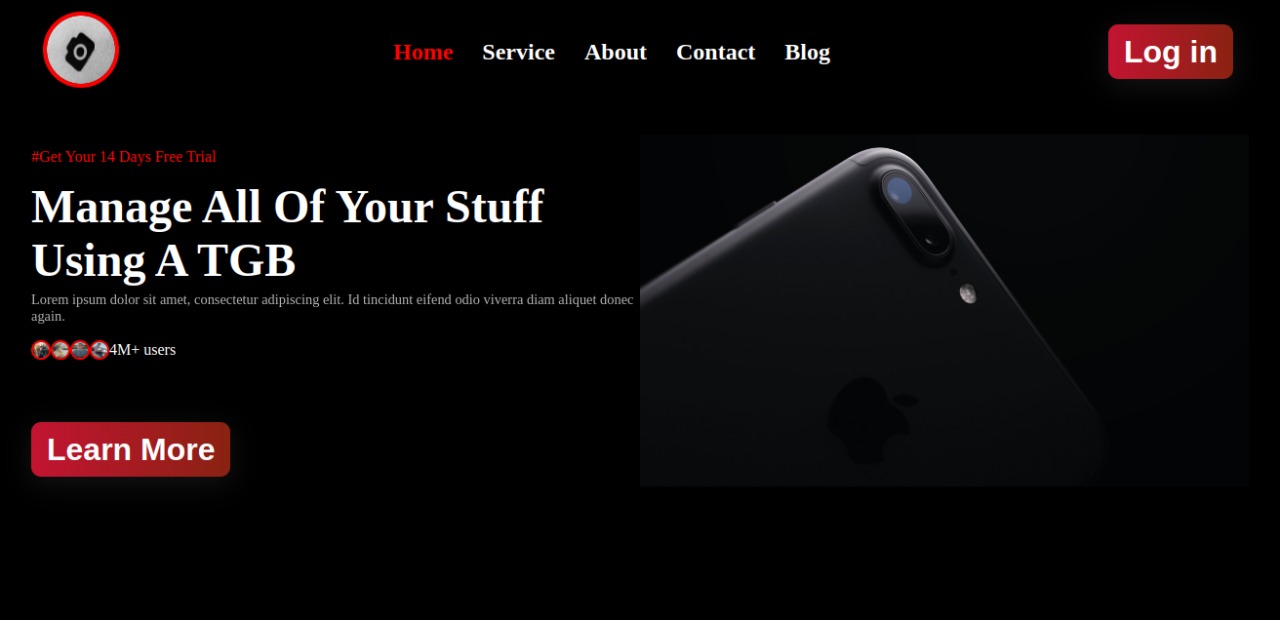 Home Service About Contact Blog
Log in
#Get Your 14 Days Free Trial
Manage All Of Your Stuff
Using A TGB
Lorem ipsum dolor sit amet, consectetur adipiscing elit. Id tincidunt eifend odio viverra diam aliquet donec
again.
4M+ users
Learn More